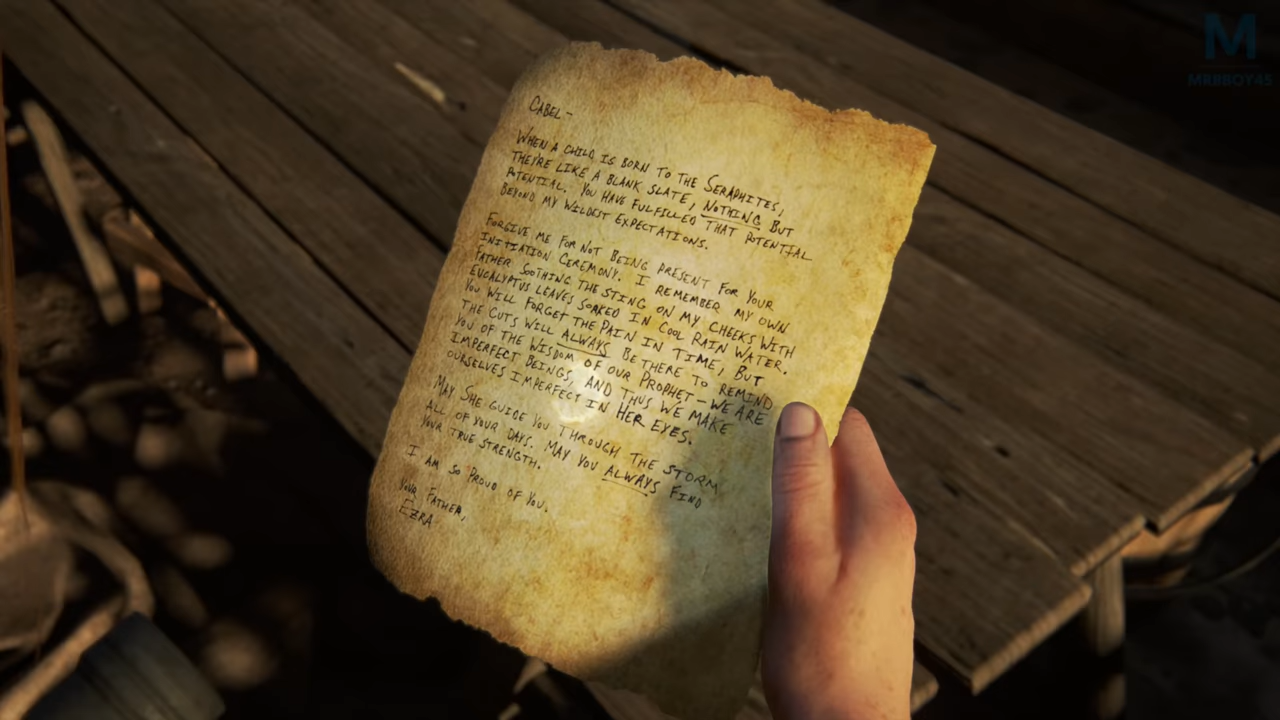 CABEL-
WHEN A CHILD IS BORN TO THE SERAPHITES,
THEY'RE LIKE A BLANK SLATE, NOTHING BUT
POTENTIAL. YOU HAVE FULFILLED THAT POTENTIAL
BEYOND MY WILDEST EXPECTATIONS.
FORGIVE ME FOR NOT BEING PRESENT FOR YOUR
INITIATION CEREMONY. I REMEMBER MY OWN
FATHER SOOTHING THE STING ON MY CHEEKS WITH
EUCALYPTUS LEAVES SOAKED IN COOL RAIN WATER.
YOU WILL FORGET THE PAIN IN TIME, BUT
THE CUTS WILL ALWAYS BE THERE TO REMIND
YOU OF THE WISDOM OF OUR PROPHET - WE ARE
IMPERFECT BEINGS, AND THUS WE MAKE
OURSELVES IMPERFECT IN HER EYES.
MAY SHE GUIDE YOU THROUGH THE STORM
ALL OF YOUR DAYS. MAY YOU ALWAYS FIND
YOUR TRUE STRENGTH.
I AM SO PROUD OF YOU.
YOUR FATHER,
EZRA
M
MRBBOY45